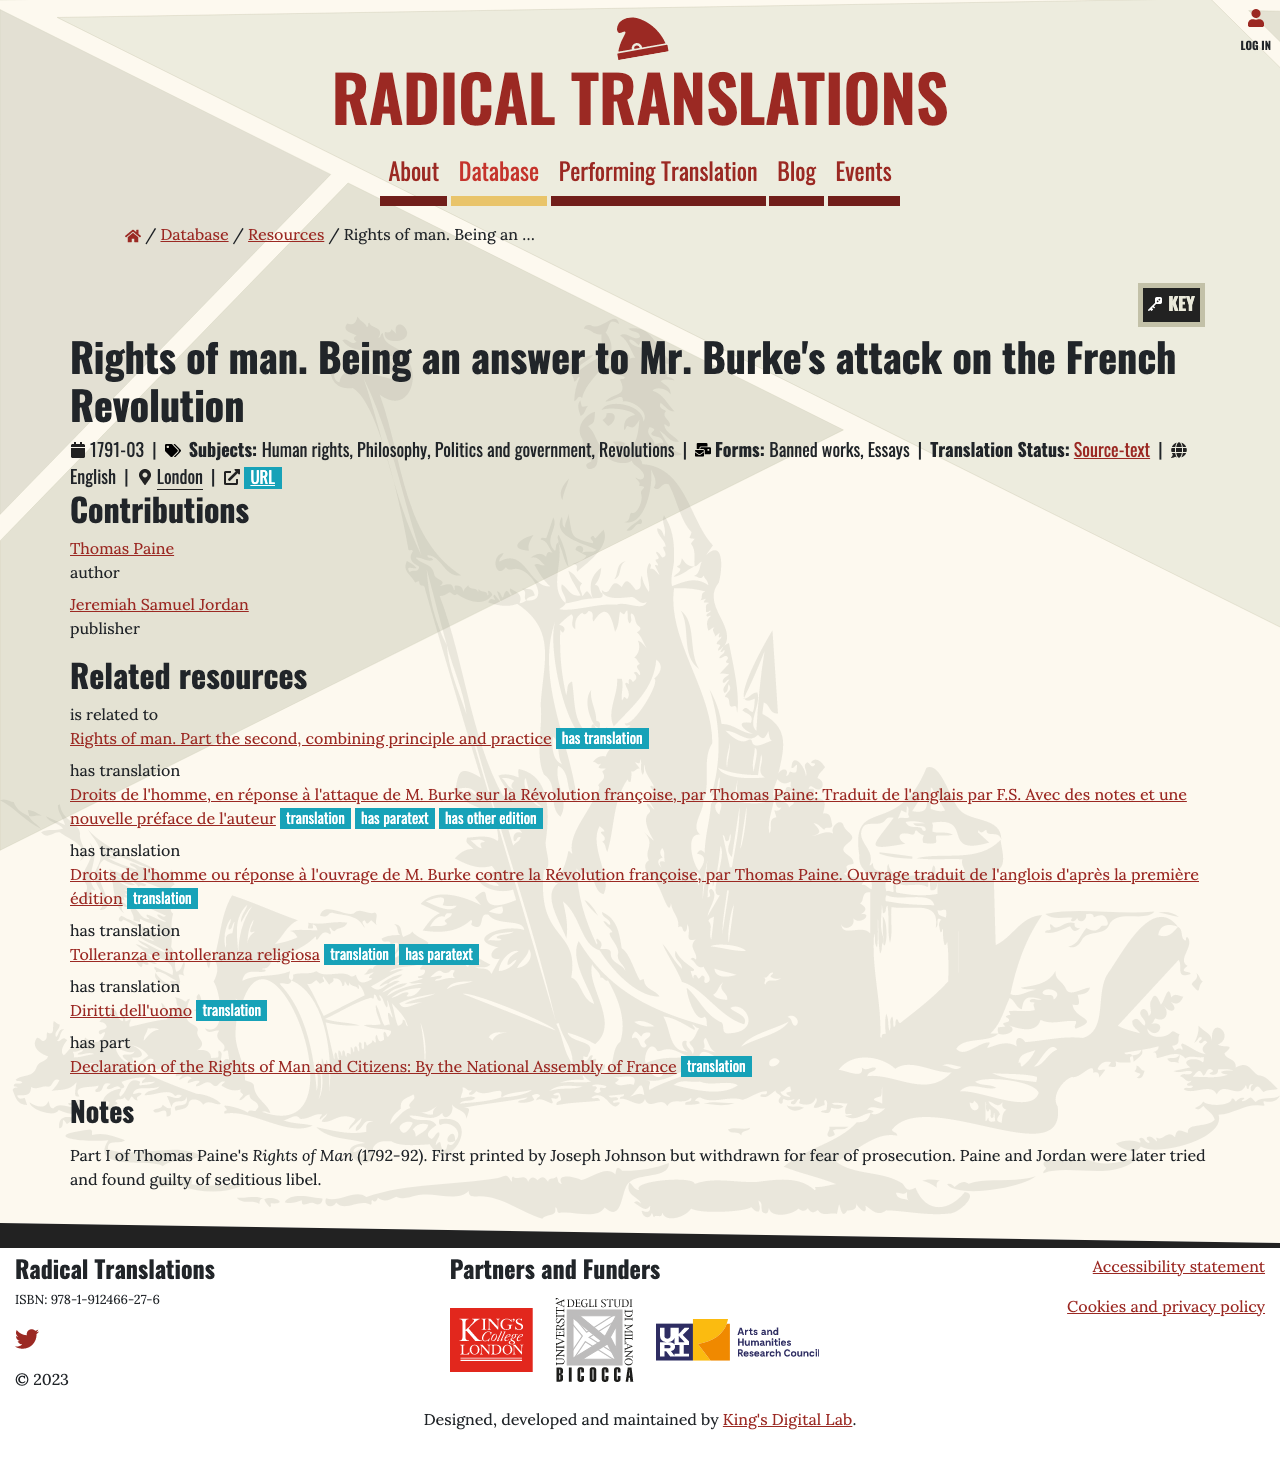 LOG IN
RADICAL TRANSLATIONS
About Database Performing Translation Blog Events
/ Database / Resources / Rights of man. Being an ...
KEY
Rights of man. Being an answer to Mr. Burke's attack on the French
Revolution
1791-03 | Subjects: Human rights, Philosophy, Politics and government, Revolutions | Forms: Banned works, Essays | Translation Status: Source-text |
English | London | URL
Contributions
Thomas Paine
author
Jeremiah Samuel Jordan
publisher
Related resources
is related to
Rights of man. Part the second, combining principle and practice has translation
has translation
Droits de l'homme, en réponse à l'attaque de M. Burke sur la Révolution françoise, par Thomas Paine: Traduit de l'anglais par F.S. Avec des notes et une
nouvelle préface de l'auteur translation has paratext has other edition
has translation
Droits de l'homme ou réponse à l'ouvrage de M. Burke contre la Révolution françoise, par Thomas Paine. Ouvrage traduit de l'anglois d'après la première
édition translation
has translation
Tolleranza e intolleranza religiosa translation has paratext
has translation
Diritti dell'uomo translation
has part
Declaration of the Rights of Man and Citizens: By the National Assembly of France translation
Notes
Part I of Thomas Paine's Rights of Man (1792-92). First printed by Joseph Johnson but withdrawn for fear of prosecution. Paine and Jordan were later tried
and found guilty of seditious libel.
Radical Translations
ISBN: 978-1-912466-27-6
© 2023
Partners and Funders
KING'S
College
LONDON
UNIVERSITA'
DEGLI STUDI
DI MILANO
BICOCCA
UKRI
Arts and
Humanities
Research Council
Accessibility statement
Cookies and privacy policy
Designed, developed and maintained by King's Digital Lab.